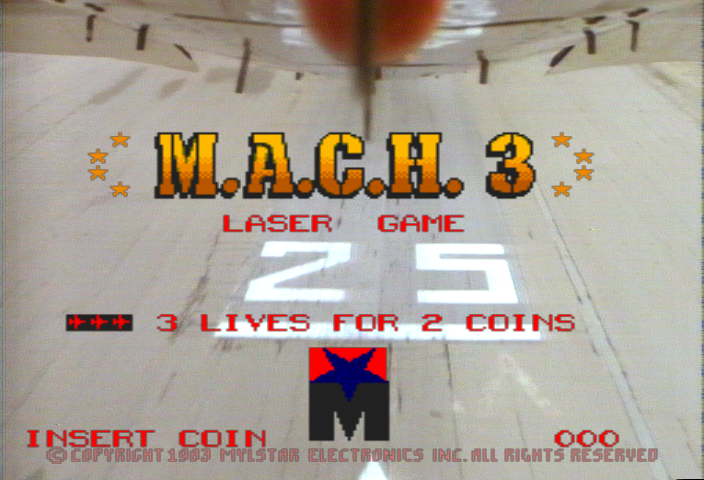 M.A.C.H. 3
LASER GAME
25
3 LIVES FOR 2 COINS
M
INSERT COIN 000
© COPYRIGHT 1983 MYLSTAR ELECTRONICS INC. ALL RIGHTS RESERVED